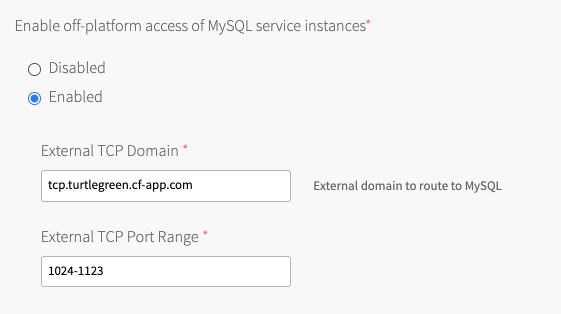 Enable off-platform access of MySQL service instances*
Disabled
Enabled
External TCP Domain *
tcp.turtlegreen.cf-app.com
External domain to route to MySQL
External TCP Port Range *
1024-1123